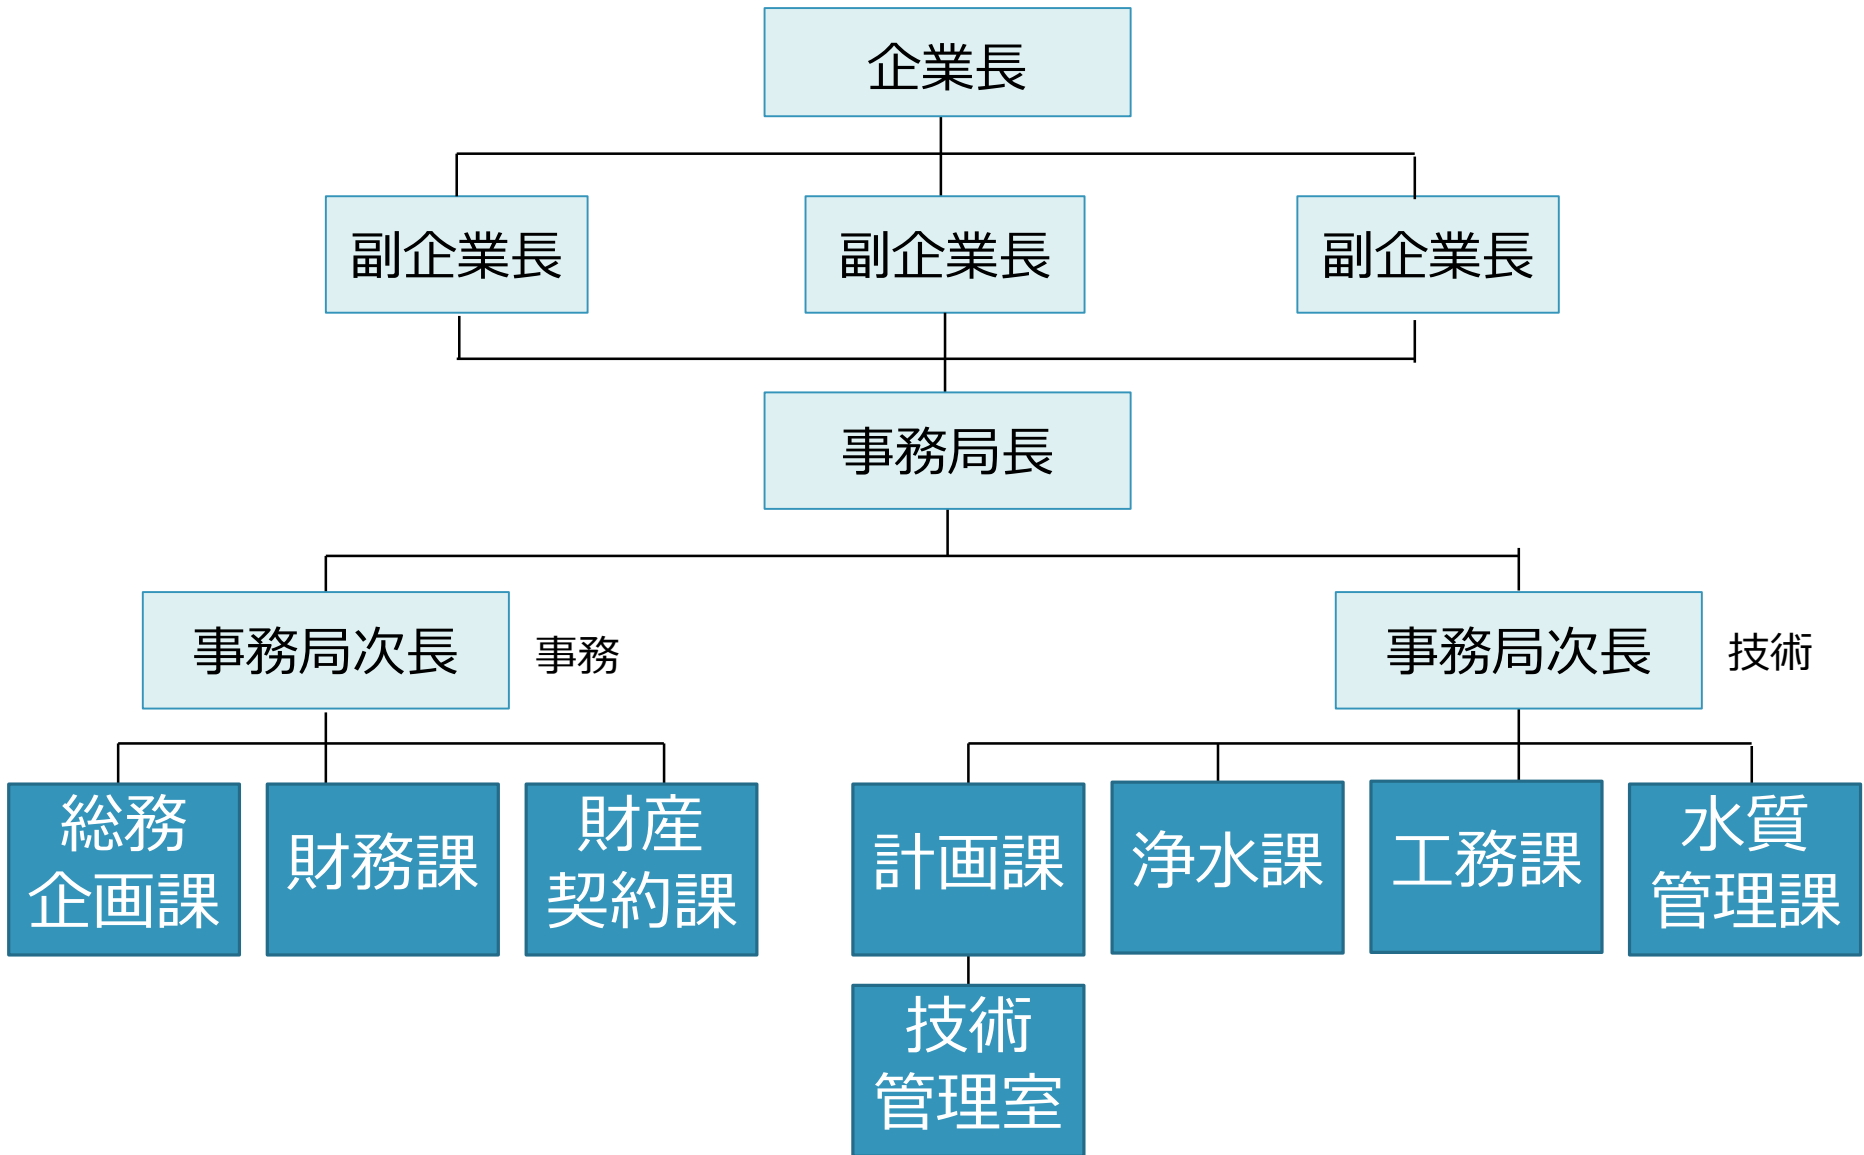 企業長
副企業長
副企業長
副企業長
事務局長
事務局次長
事務
事務局次長
技術
総務
企画課
財務課
財産
契約課
計画課
浄水課
工務課
水質
管理課
技術
管理室